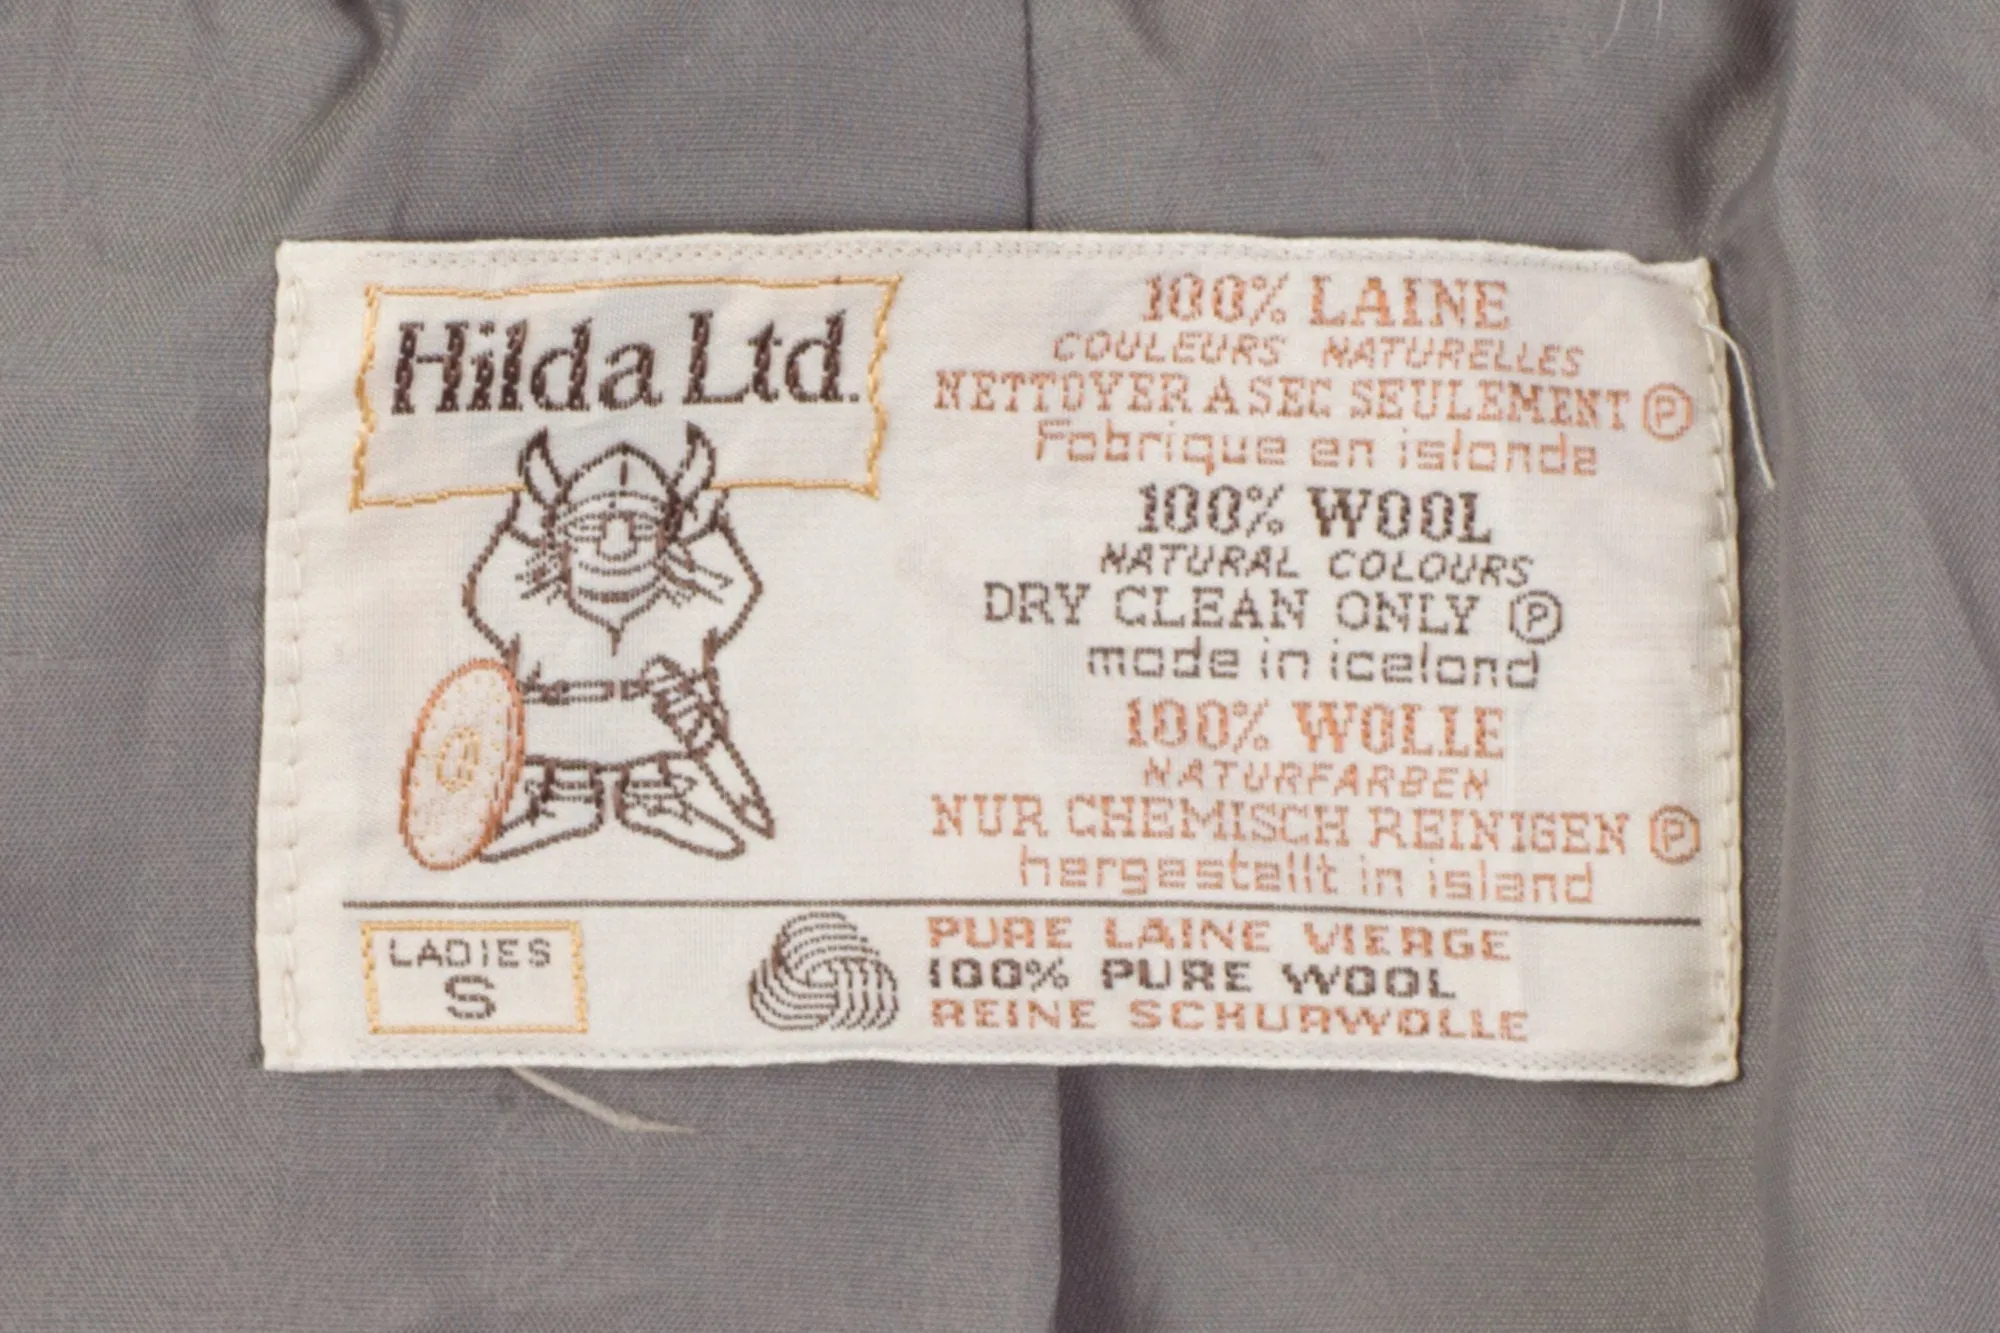 Hilda Ltd.
100% LAINE
COULEURS NATURELLES
NETTOYER A SEC SEULEMENT Ⓟ
Fabrique en islande
100% WOOL
NATURAL COLOURS
DRY CLEAN ONLY Ⓟ
made in iceland
100% WOLLE
NATURFARBEN
NUR CHEMISCH REINIGEN Ⓟ
hergestellt in island
LADIES
S
PURE LAINE VIERGE
100% PURE WOOL
REINE SCHURWOLLE